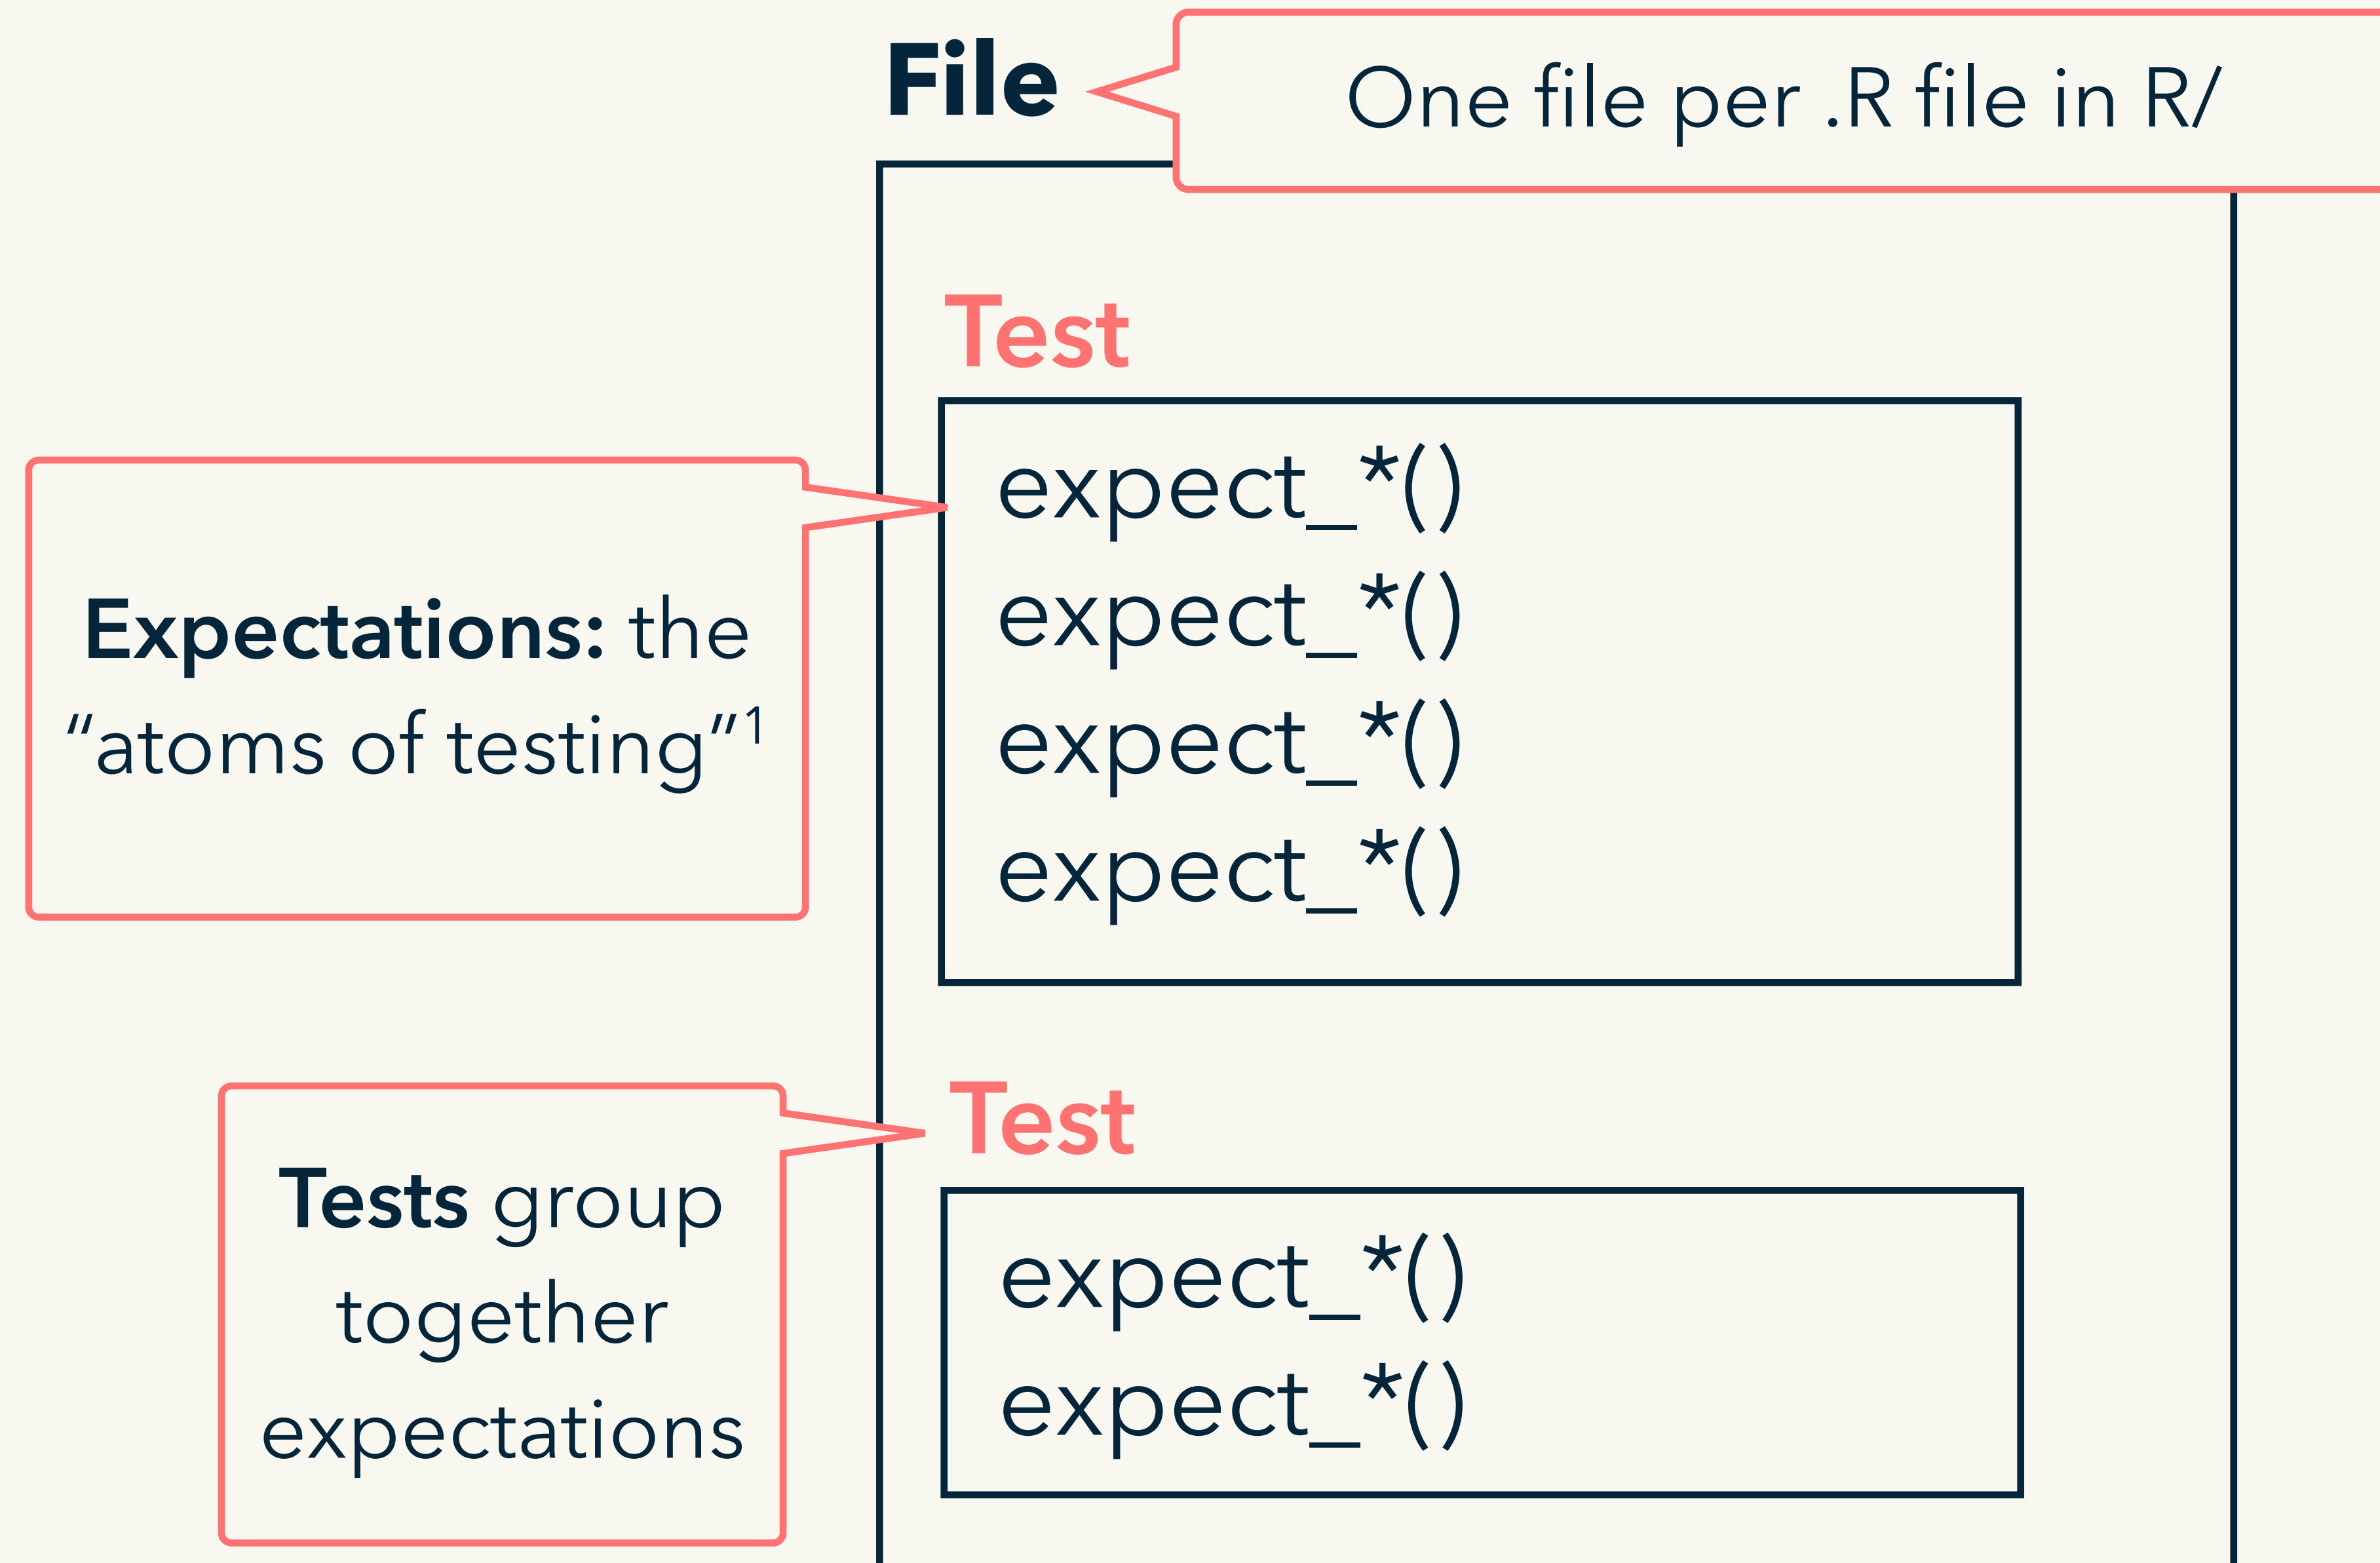 File
One file per .R file in R/
Test
expect_*()
expect_*()
expect_*()
expect_*()
Expectations: the
"atoms of testing"1
Test
expect_*()
expect_*()
Tests group
together
expectations